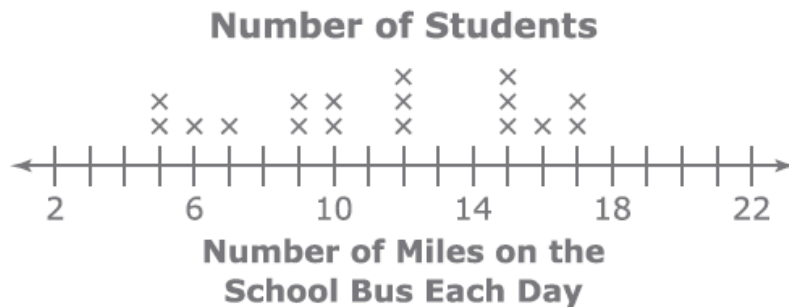 Number of Students
2 6 10 14 18 22
Number of Miles on the
School Bus Each Day